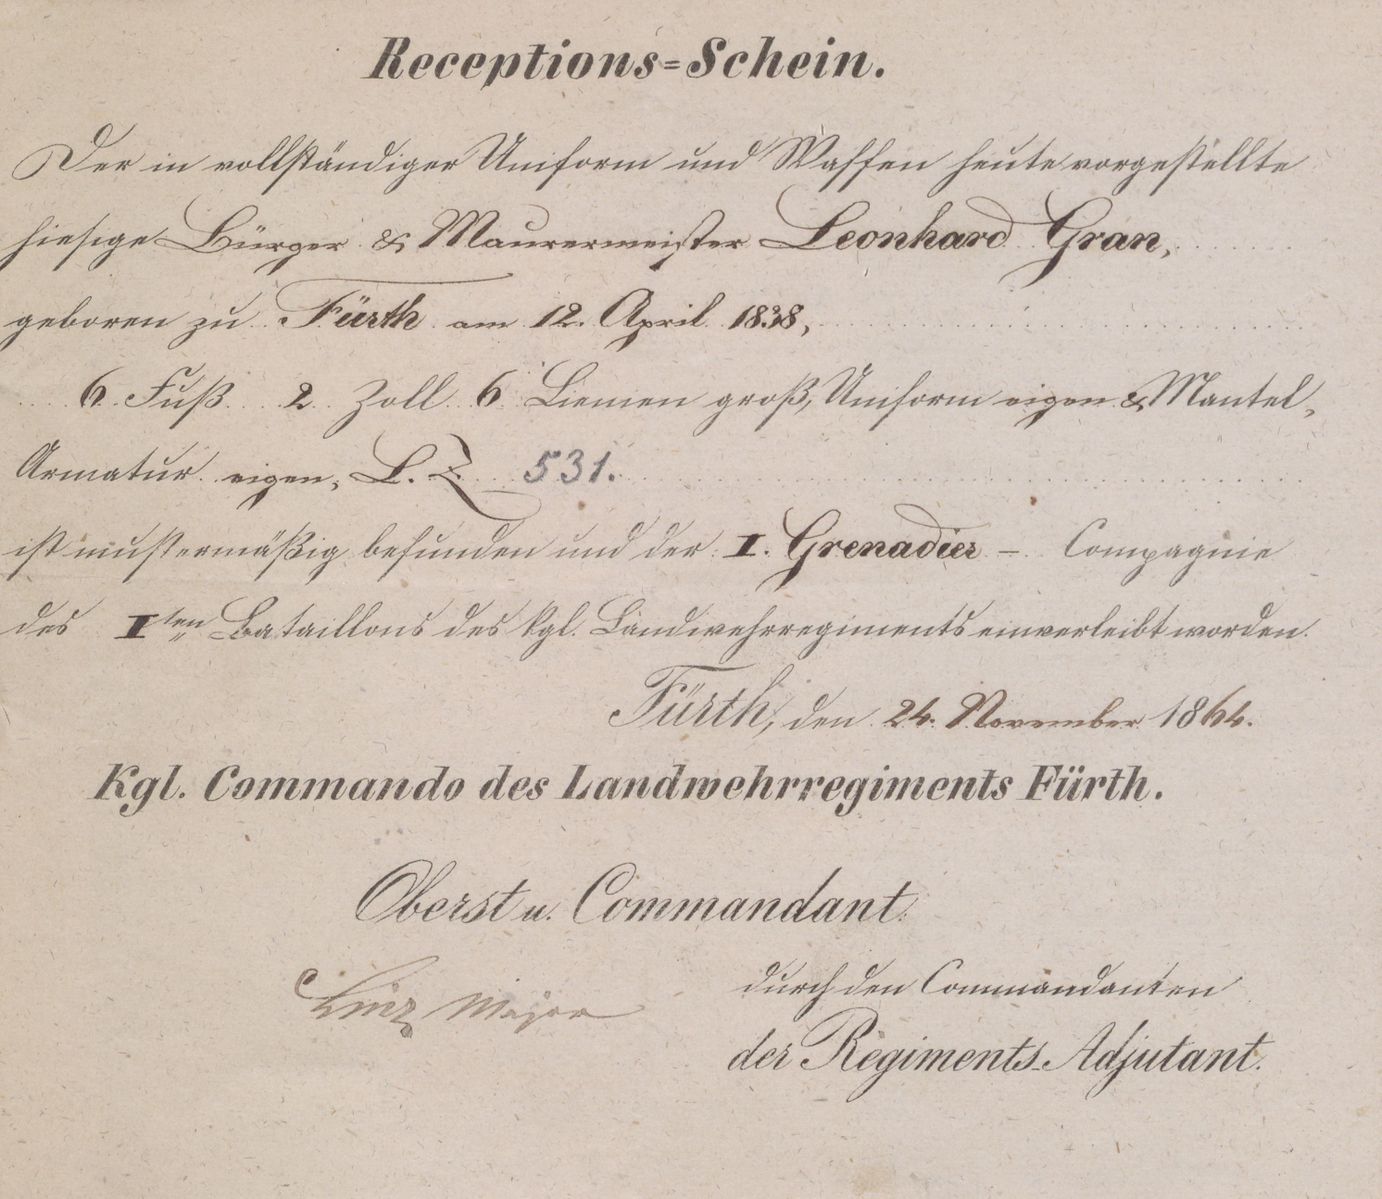 Receptions=Schein.
Der in vollständiger Uniform und Waffen heute vorgestellte
hiesige Bürger & Maurermeister Leonhard Gran,
geboren zu Fürth am 12. April 1838,
6 Fuß 2 Zoll 6 Linien groß, Uniform eigen & Mantel,
Armatur eigen, L. Z. 531.
ist mustermäßig befunden und der I. Grenadier – Compagnie
des I ten Bataillons des kgl. Landwehrregiments einverleibt worden.
Fürth, den 24. November 1864.
Kgl. Commando des Landwehrregiments Fürth.
Oberst u. Commandant.
Major
durch den Commandanten
der Regiments-Adjutant.